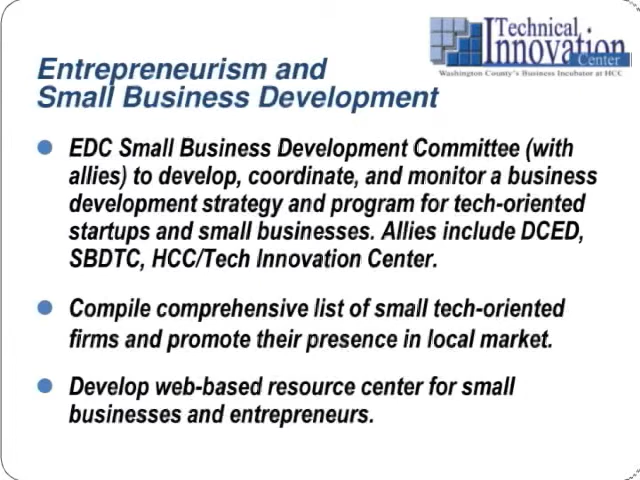 Technical
Innovation
Center
Washington County's Business Incubator at HCC
Entrepreneurism and
Small Business Development
EDC Small Business Development Committee (with
allies) to develop, coordinate, and monitor a business
development strategy and program for tech-oriented
startups and small businesses. Allies include DCED,
SBDTC, HCC/Tech Innovation Center.
Compile comprehensive list of small tech-oriented
firms and promote their presence in local market.
Develop web-based resource center for small
businesses and entrepreneurs.